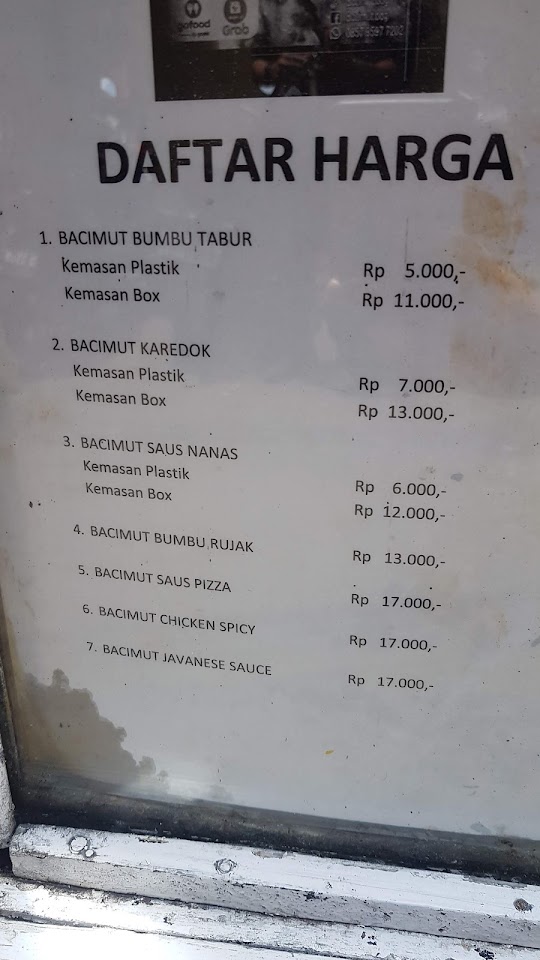 gofood
Grab
DAFTAR HARGA
1. BACIMUT BUMBU TABUR
Kemasan Plastik Rp 5.000,-
Kemasan Box Rp 11.000,-
2. BACIMUT KAREDOK
Kemasan Plastik Rp 7.000,-
Kemasan Box Rp 13.000,-
3. BACIMUT SAUS NANAS
Kemasan Plastik Rp 6.000,-
Kemasan Box Rp 12.000,-
4. BACIMUT BUMBU RUJAK Rp 13.000,-
5. BACIMUT SAUS PIZZA Rp 17.000,-
6. BACIMUT CHICKEN SPICY Rp 17.000,-
7. BACIMUT JAVANESE SAUCE Rp 17.000,-